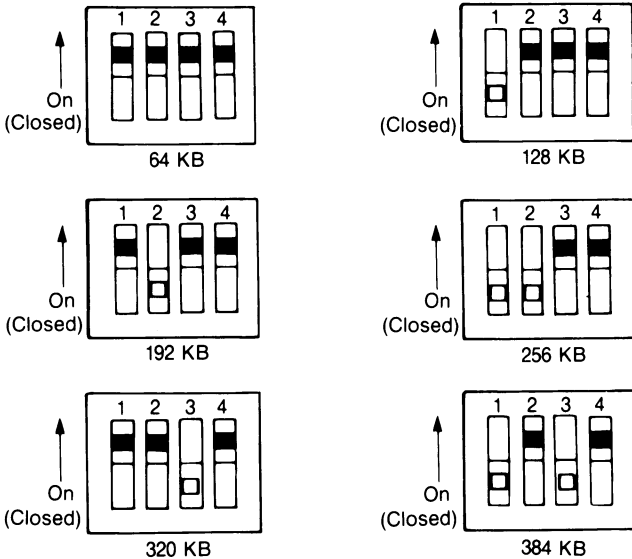 1 2 3 4
On
(Closed)
64 KB
1 2 3 4
On
(Closed)
128 KB
1 2 3 4
On
(Closed)
192 KB
1 2 3 4
On
(Closed)
256 KB
1 2 3 4
On
(Closed)
320 KB
1 2 3 4
On
(Closed)
384 KB